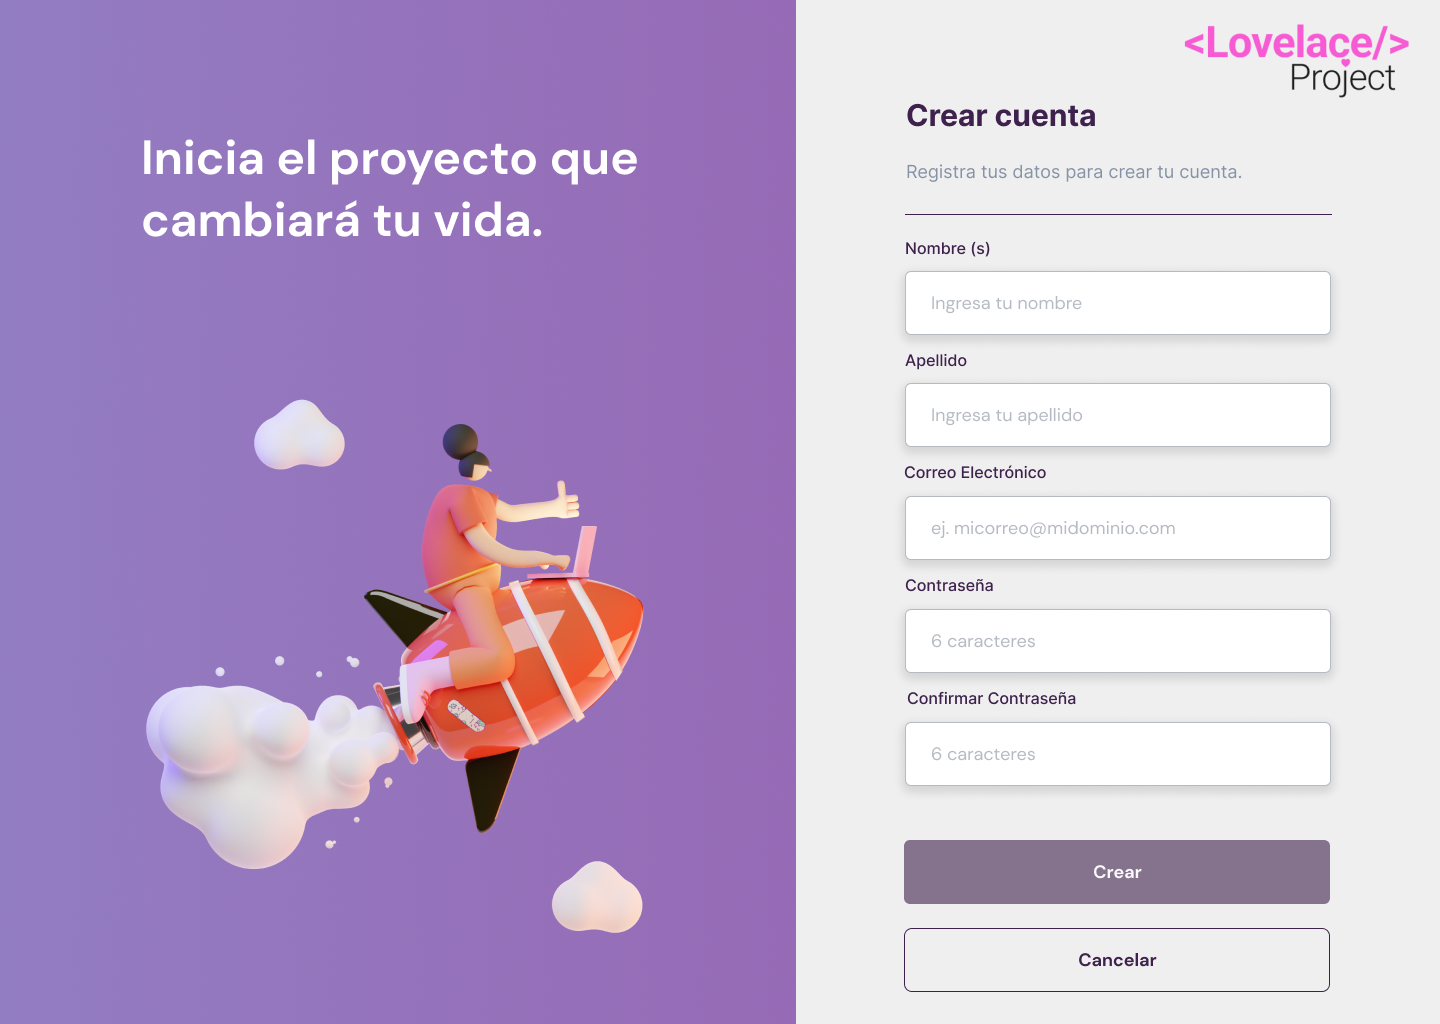 Inicia el proyecto que
cambiará tu vida.
<Lovelace/>
Project
Crear cuenta
Registra tus datos para crear tu cuenta.
Nombre (s)
Ingresa tu nombre
Apellido
Ingresa tu apellido
Correo Electrónico
ej. micorreo@midominio.com
Contraseña
6 caracteres
Confirmar Contraseña
6 caracteres
Crear
Cancelar